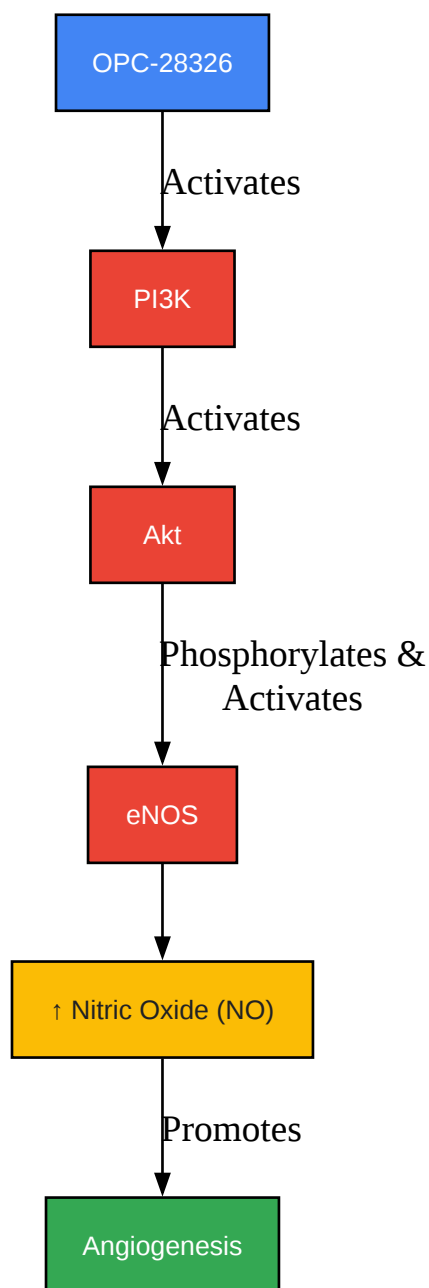 OPC-28326
Activates
PI3K
Activates
Akt
Phosphorylates &
Activates
eNOS
↑ Nitric Oxide (NO)
Promotes
Angiogenesis